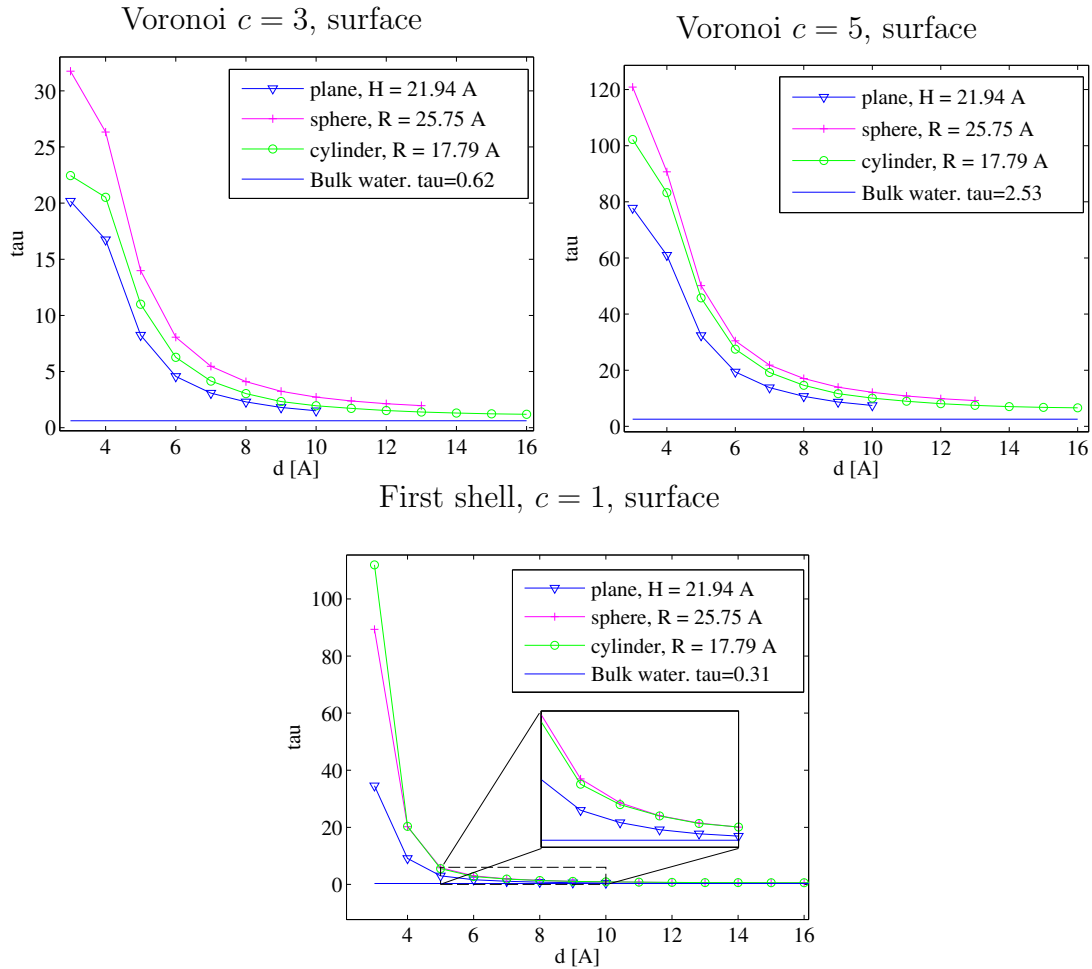 Voronoi c = 3, surface
30
25
20
15
10
5
0
tau
4 6 8 10 12 14 16
d [A]
plane, H = 21.94 A
sphere, R = 25.75 A
cylinder, R = 17.79 A
Bulk water. tau=0.62
Voronoi c = 5, surface
120
100
80
60
40
20
0
tau
4 6 8 10 12 14 16
d [A]
plane, H = 21.94 A
sphere, R = 25.75 A
cylinder, R = 17.79 A
Bulk water. tau=2.53
First shell, c = 1, surface
100
80
60
40
20
0
tau
4 6 8 10 12 14 16
d [A]
plane, H = 21.94 A
sphere, R = 25.75 A
cylinder, R = 17.79 A
Bulk water. tau=0.31